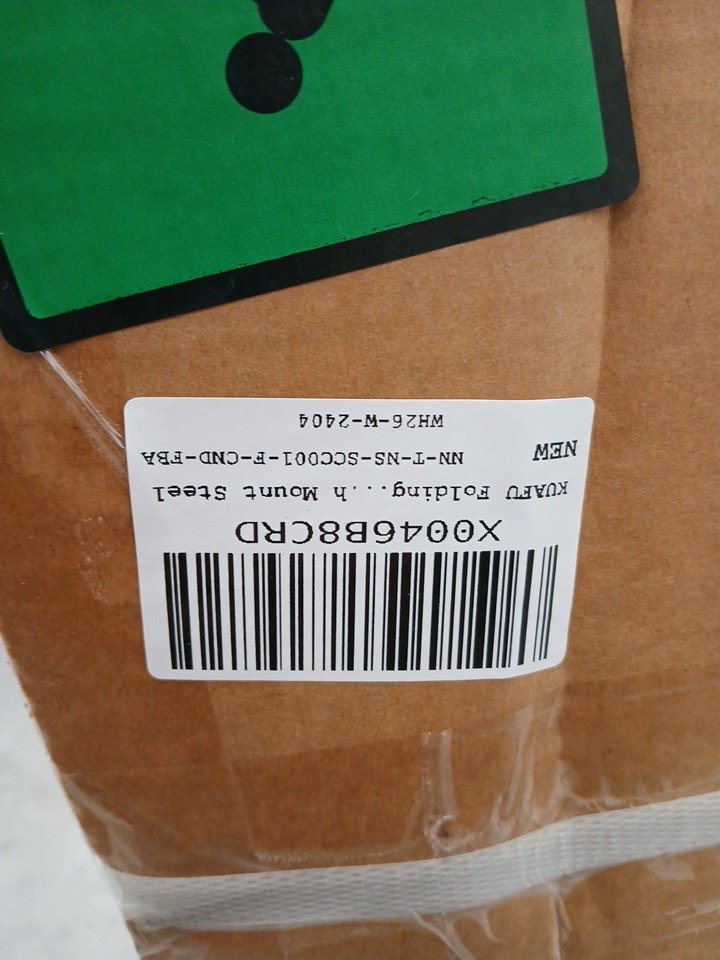 X0046B8CRD
KUAFU Folding...h Mount Steel
NEW
NN-T-NS-SCC001-F-CND-FBA
WH26-W-2404